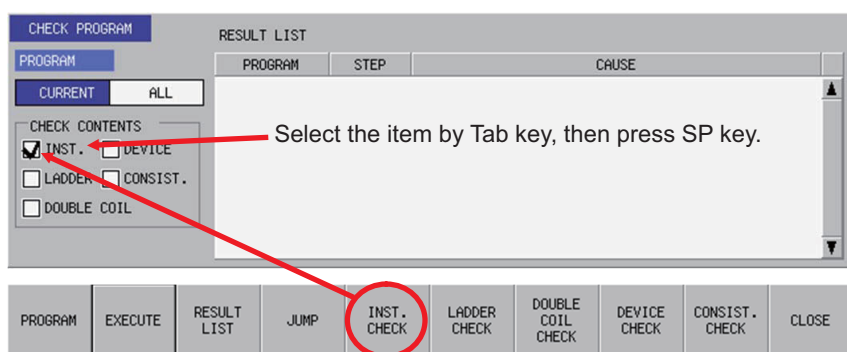 CHECK PROGRAM
RESULT LIST
PROGRAM
PROGRAM STEP CAUSE
CURRENT ALL
CHECK CONTENTS
INST. DEVICE
Select the item by Tab key, then press SP key.
LADDER CONSIST.
DOUBLE COIL
PROGRAM
EXECUTE
RESULT
LIST
JUMP
INST.
CHECK
LADDER
CHECK
DOUBLE
COIL
CHECK
DEVICE
CHECK
CONSIST.
CHECK
CLOSE